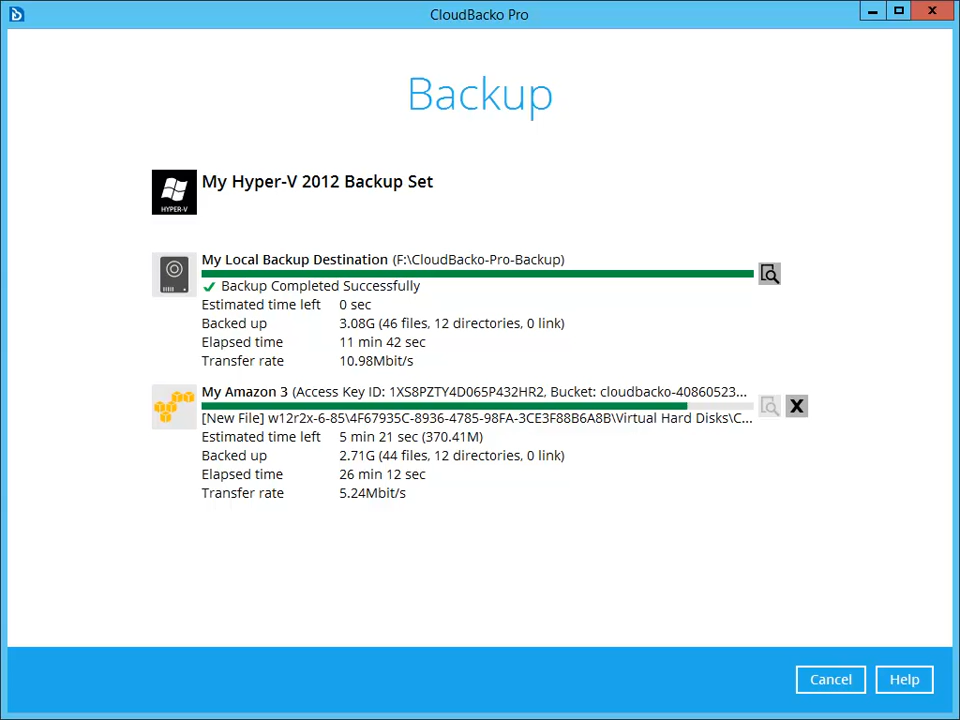 CloudBacko Pro
Backup
HYPER-V
My Hyper-V 2012 Backup Set
My Local Backup Destination (F:\CloudBacko-Pro-Backup)
Backup Completed Successfully
Estimated time left 0 sec
Backed up 3.08G (46 files, 12 directories, 0 link)
Elapsed time 11 min 42 sec
Transfer rate 10.98Mbit/s
My Amazon 3 (Access Key ID: 1XS8PZTY4D065P432HR2, Bucket: cloudbacko-40860523...
[New File] w12r2x-6-85\4F67935C-8936-4785-98FA-3CE3F88B6A8B\Virtual Hard Disks\C...
Estimated time left 5 min 21 sec (370.41M)
Backed up 2.71G (44 files, 12 directories, 0 link)
Elapsed time 26 min 12 sec
Transfer rate 5.24Mbit/s
Cancel Help